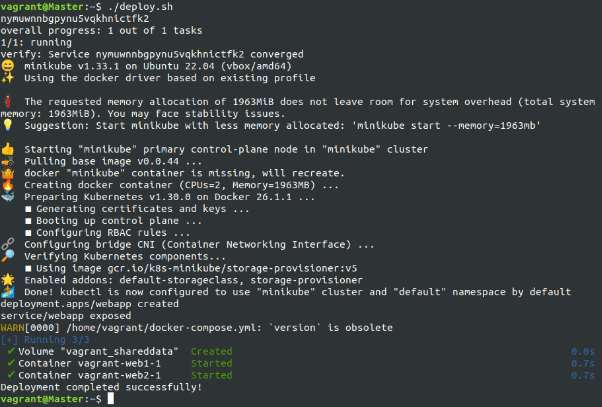 vagrant@Master:~$ ./deploy.sh
nymuwnnbgpynu5vqkhnictfk2
overall progress: 1 out of 1 tasks
1/1: running
verify: Service nymuwnnbgpynu5vqkhnictfk2 converged
😄 minikube v1.33.1 on Ubuntu 22.04 (vbox/amd64)
✨ Using the docker driver based on existing profile
🧯 The requested memory allocation of 1963MiB does not leave room for system overhead (total system
memory: 1963MiB). You may face stability issues.
💡 Suggestion: Start minikube with less memory allocated: 'minikube start --memory=1963mb'
👍 Starting "minikube" primary control-plane node in "minikube" cluster
🚜 Pulling base image v0.0.44 ...
🤷 docker "minikube" container is missing, will recreate.
🔥 Creating docker container (CPUs=2, Memory=1963MB) ...
🐳 Preparing Kubernetes v1.30.0 on Docker 26.1.1 ...
▪ Generating certificates and keys ...
▪ Booting up control plane ...
▪ Configuring RBAC rules ...
🔗 Configuring bridge CNI (Container Networking Interface) ...
🔎 Verifying Kubernetes components...
▪ Using image gcr.io/k8s-minikube/storage-provisioner:v5
🌟 Enabled addons: default-storageclass, storage-provisioner
🏄 Done! kubectl is now configured to use "minikube" cluster and "default" namespace by default
deployment.apps/webapp created
service/webapp exposed
WARN[0000] /home/vagrant/docker-compose.yml: `version` is obsolete
[+] Running 3/3
✔ Volume "vagrant_shareddata" Created 0.0s
✔ Container vagrant-web1-1 Started 0.7s
✔ Container vagrant-web2-1 Started 0.7s
Deployment completed successfully!
vagrant@Master:~$